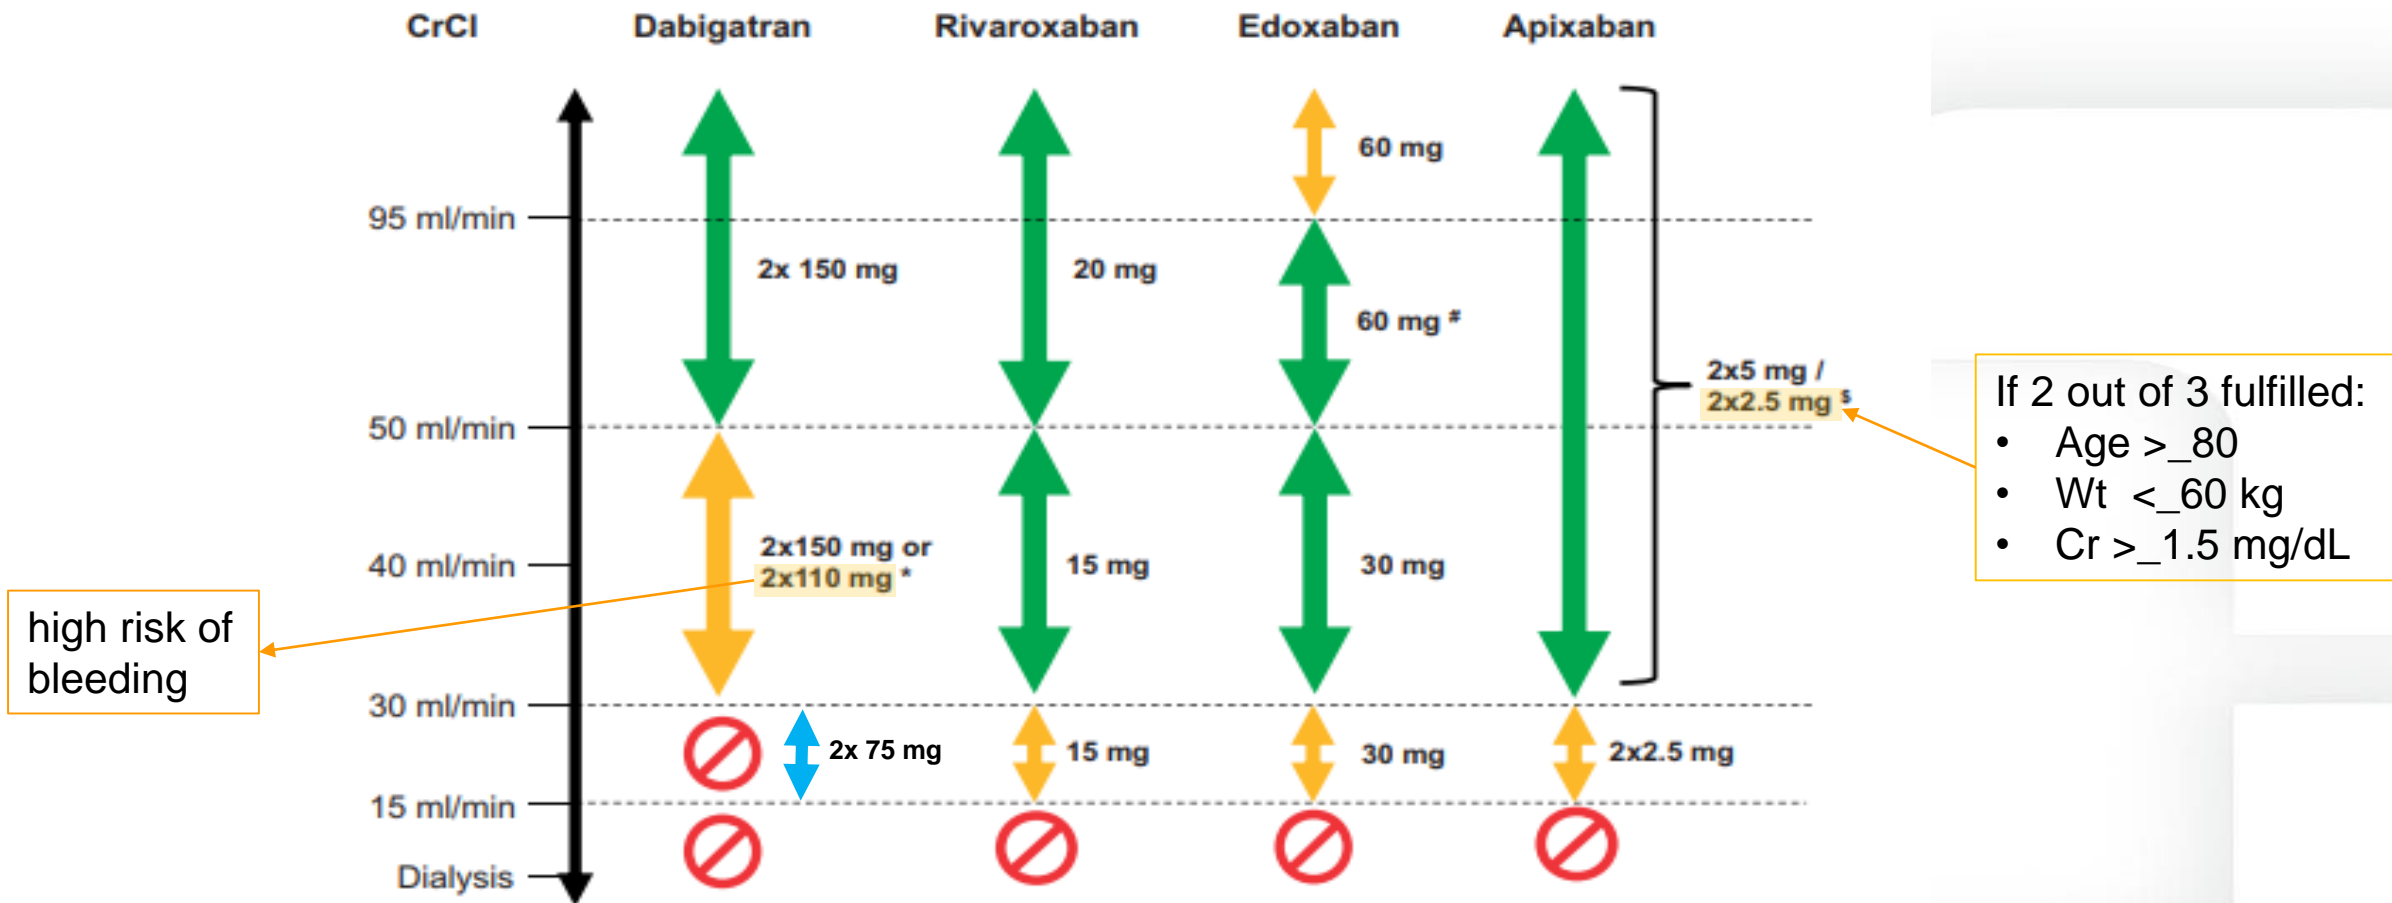 CrCl Dabigatran Rivaroxaban Edoxaban Apixaban
60 mg
95 ml/min
2x 150 mg 20 mg
60 mg #
2x5 mg /
2x2.5 mg $
If 2 out of 3 fulfilled:
• Age >_80
• Wt <_60 kg
• Cr >_1.5 mg/dL
50 ml/min
2x150 mg or
2x110 mg *
40 ml/min 15 mg 30 mg
high risk of
bleeding
30 ml/min
2x 75 mg 15 mg 30 mg 2x2.5 mg
15 ml/min
Dialysis